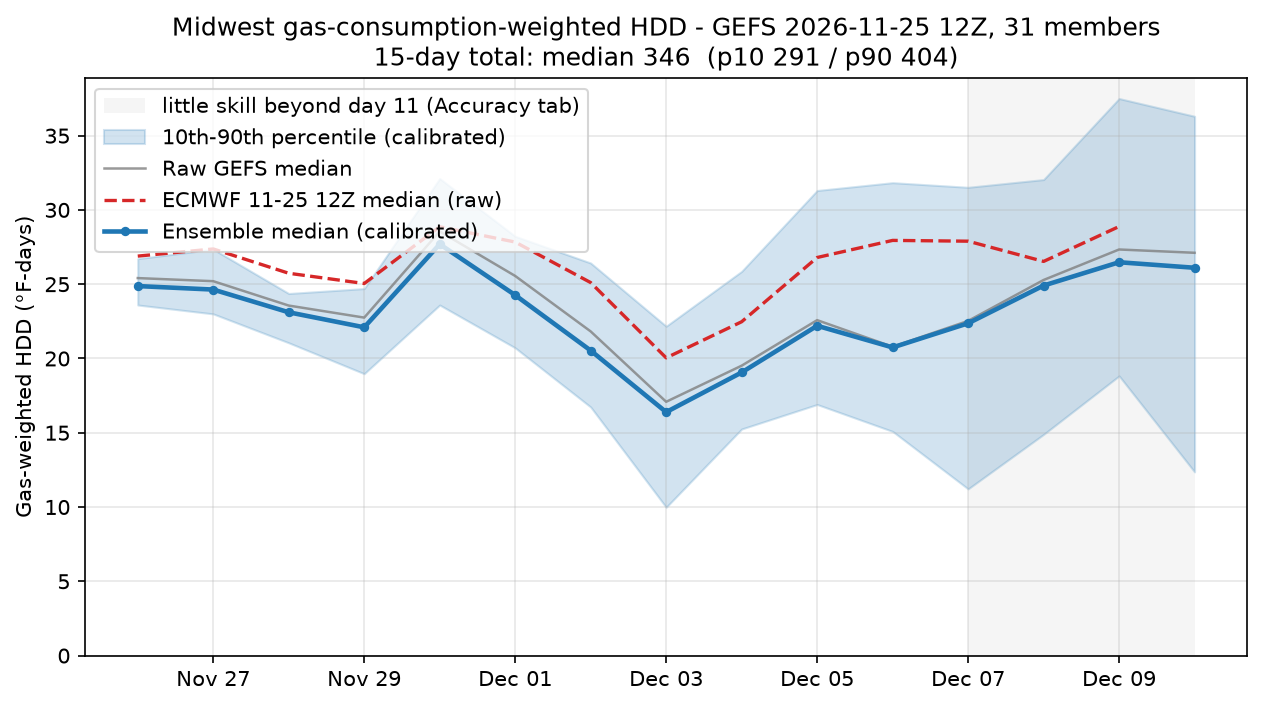 Midwest gas-consumption-weighted HDD - GEFS 2026-11-25 12Z, 31 members
15-day total: median 346  (p10 291 / p90 404)
little skill beyond day 11 (Accuracy tab)
10th-90th percentile (calibrated)
Raw GEFS median
ECMWF 11-25 12Z median (raw)
Ensemble median (calibrated)
Gas-weighted HDD (°F-days)
35
30
25
20
15
10
5
0
Nov 27
Nov 29
Dec 01
Dec 03
Dec 05
Dec 07
Dec 09